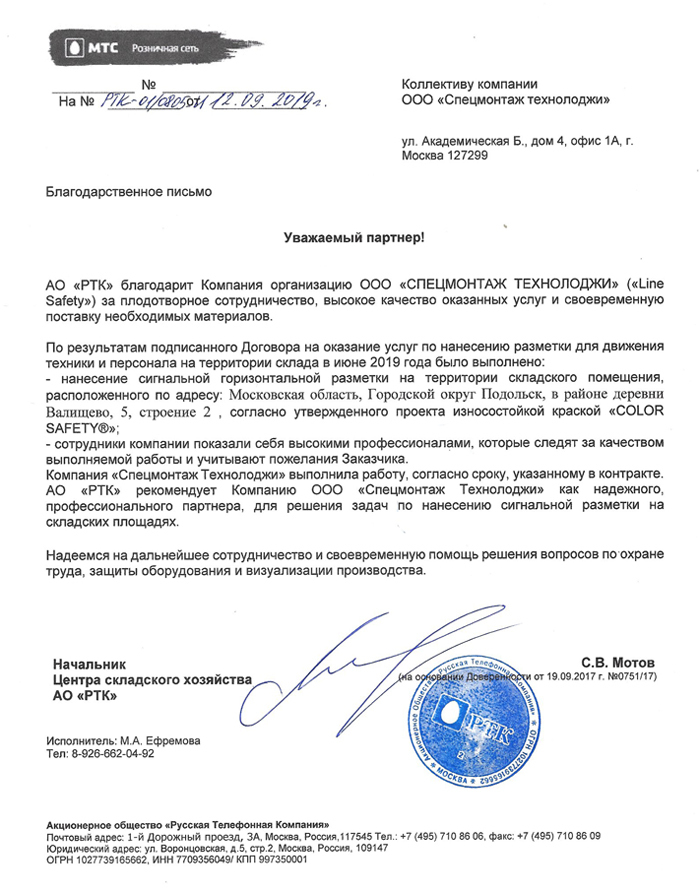 МТС Розничная сеть
№
На № РТК-01/0805 от 12.09.2019г.
Коллективу компании
ООО «Спецмонтаж технолоджи»
ул. Академическая Б., дом 4, офис 1А, г.
Москва 127299
Благодарственное письмо
Уважаемый партнер!
АО «РТК» благодарит Компания организацию ООО «СПЕЦМОНТАЖ ТЕХНОЛОДЖИ» («Line
Safety») за плодотворное сотрудничество, высокое качество оказанных услуг и своевременную
поставку необходимых материалов.
По результатам подписанного Договора на оказание услуг по нанесению разметки для движения
техники и персонала на территории склада в июне 2019 года было выполнено:
- нанесение сигнальной горизонтальной разметки на территории складского помещения,
расположенного по адресу: Московская область, Городской округ Подольск, в районе деревни
Валищево, 5, строение 2 , согласно утвержденного проекта износостойкой краской «COLOR
SAFETY®»;
- сотрудники компании показали себя высокими профессионалами, которые следят за качеством
выполняемой работы и учитывают пожелания Заказчика.
Компания «Спецмонтаж Технолоджи» выполнила работу, согласно сроку, указанному в контракте.
АО «РТК» рекомендует Компанию ООО «Спецмонтаж Технолоджи» как надежного,
профессионального партнера, для решения задач по нанесению сигнальной разметки на
складских площадях.
Надеемся на дальнейшее сотрудничество и своевременную помощь решения вопросов по охране
труда, защиты оборудования и визуализации производства.
Начальник
Центра складского хозяйства
АО «РТК»
С.В. Мотов
(на основании Доверенности от 19.09.2017 г. №0751/17)
Акционерное Общество «Русская Телефонная Компания» * ОГРН 1027739165662 * МОСКВА *
РТК
2
Исполнитель: М.А. Ефремова
Тел: 8-926-662-04-92
Акционерное общество «Русская Телефонная Компания»
Почтовый адрес: 1-й Дорожный проезд, 3А, Москва, Россия,117545 Тел.: +7 (495) 710 86 06, факс: +7 (495) 710 86 09
Юридический адрес: ул. Воронцовская, д.5, стр.2, Москва, Россия, 109147
ОГРН 1027739165662, ИНН 7709356049/ КПП 997350001